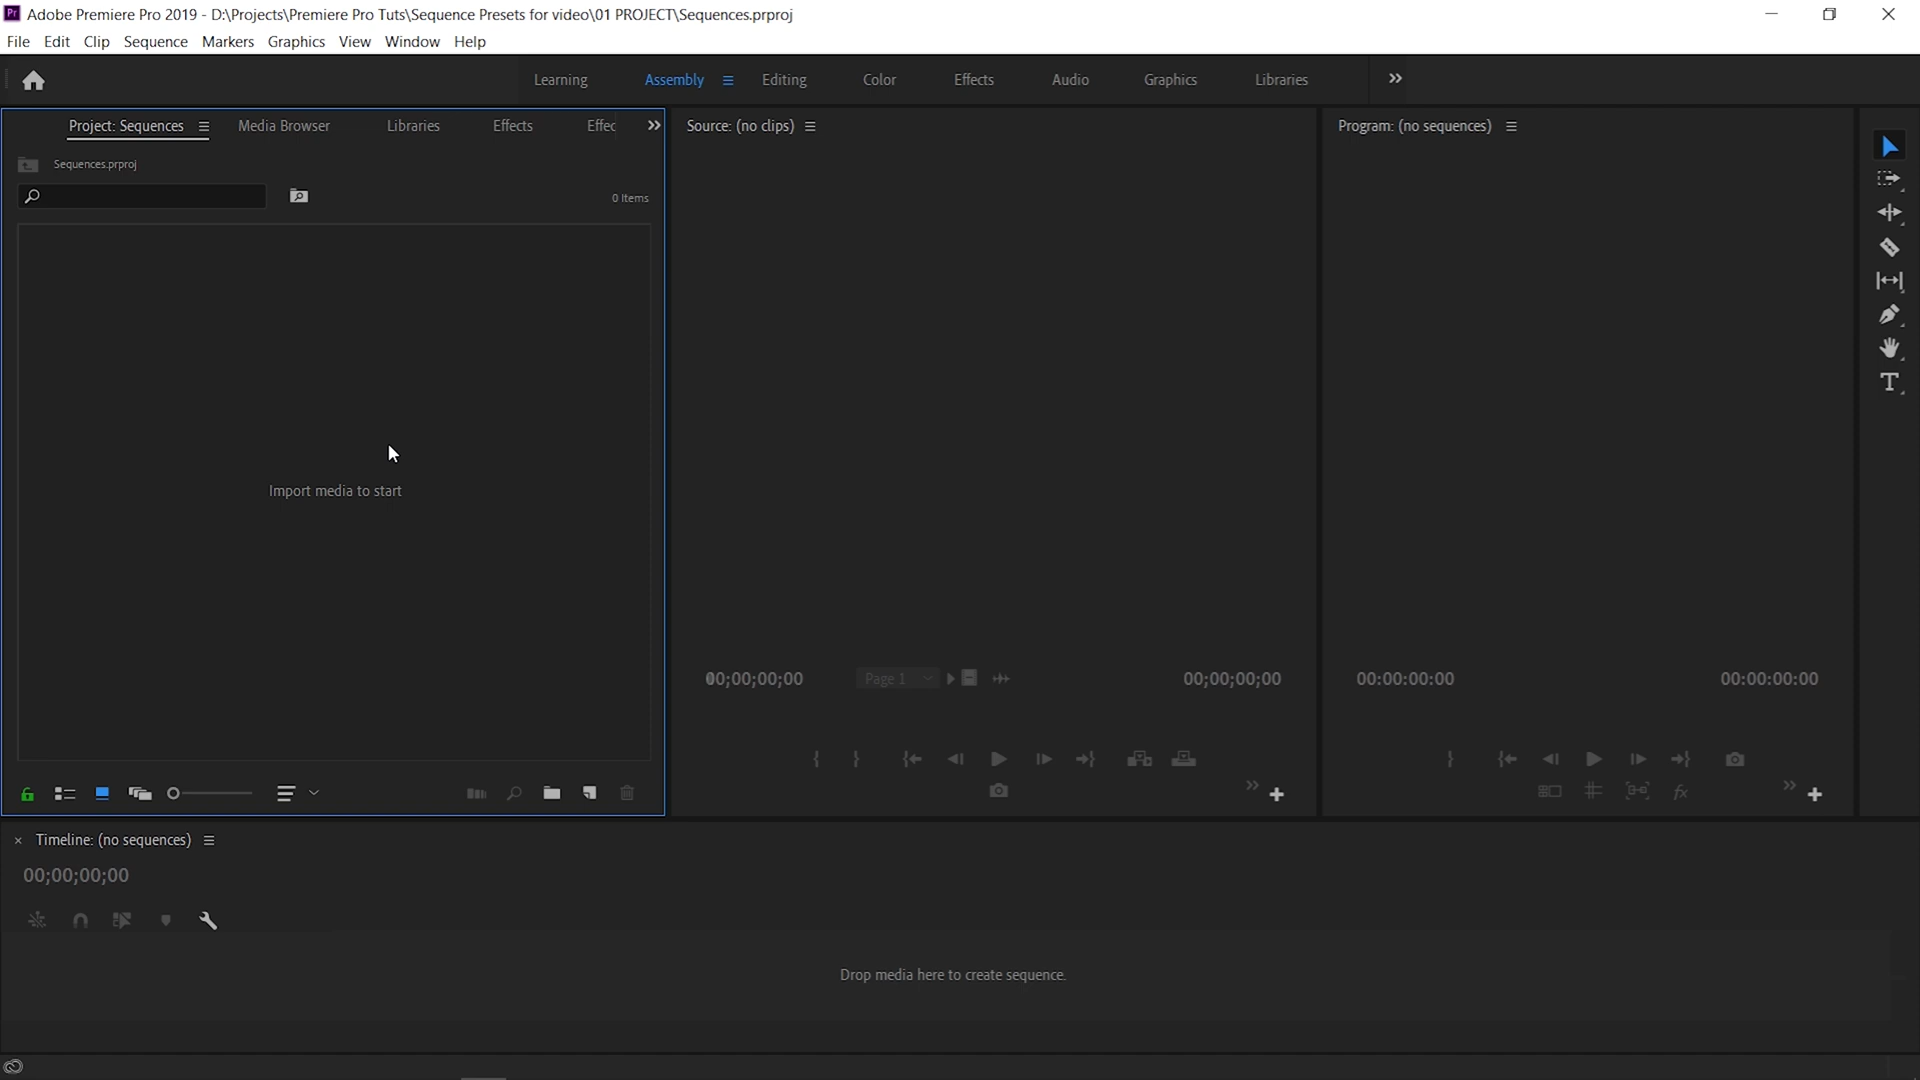 Pr Adobe Premiere Pro 2019 - D:\Projects\Premiere Pro Tuts\Sequence Presets for video\01 PROJECT\Sequences.prproj
File Edit Clip Sequence Markers Graphics View Window Help
Learning Assembly Editing Color Effects Audio Graphics Libraries
Project: Sequences Media Browser Libraries Effects Effec
Source: (no clips)
Program: (no sequences)
Sequences.prproj
0 Items
Import media to start
00;00;00;00 Page 1 00;00;00;00
00:00:00:00 00:00:00:00
fx
Timeline: (no sequences)
00;00;00;00
Drop media here to create sequence.